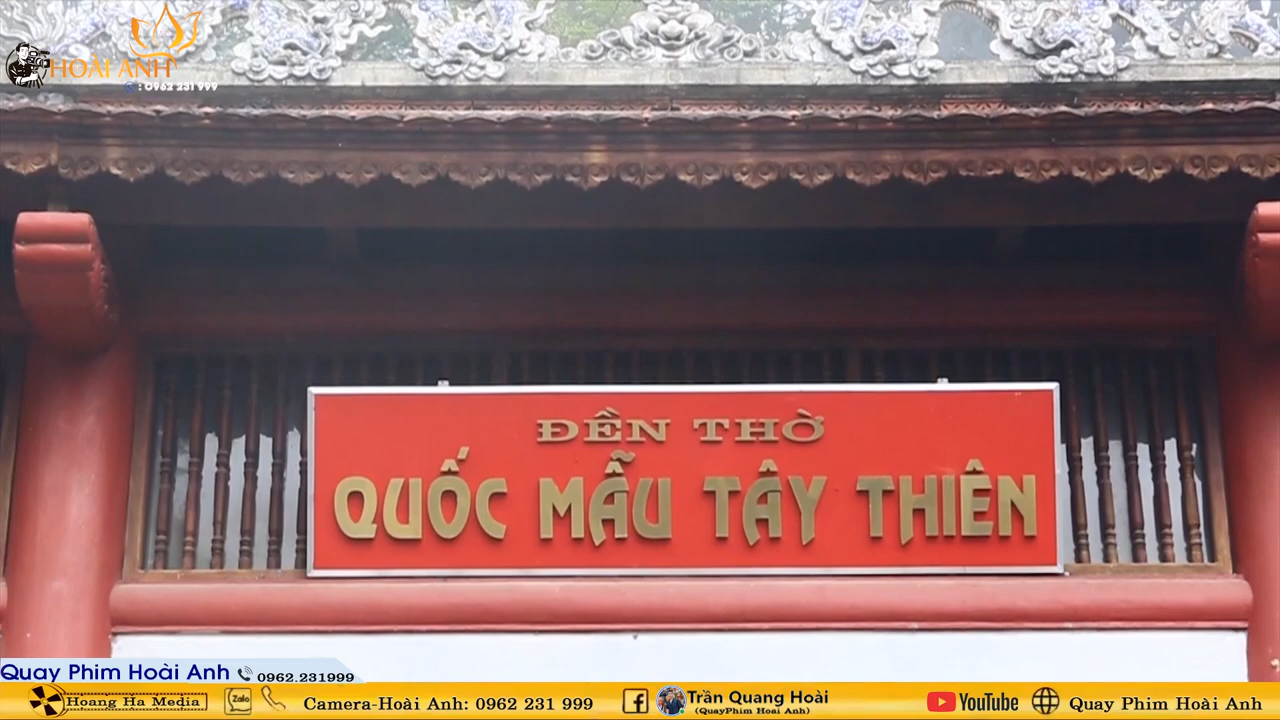 HOÀI ANH
: 0962 231 999
ĐỀN THỜ
QUỐC MẪU TÂY THIÊN
Quay Phim Hoài Anh 0962.231999
Hoang Ha Media Zalo Camera-Hoài Anh: 0962 231 999 Trần Quang Hoài YouTube Quay Phim Hoài Anh
(QuayPhim Hoai Anh)